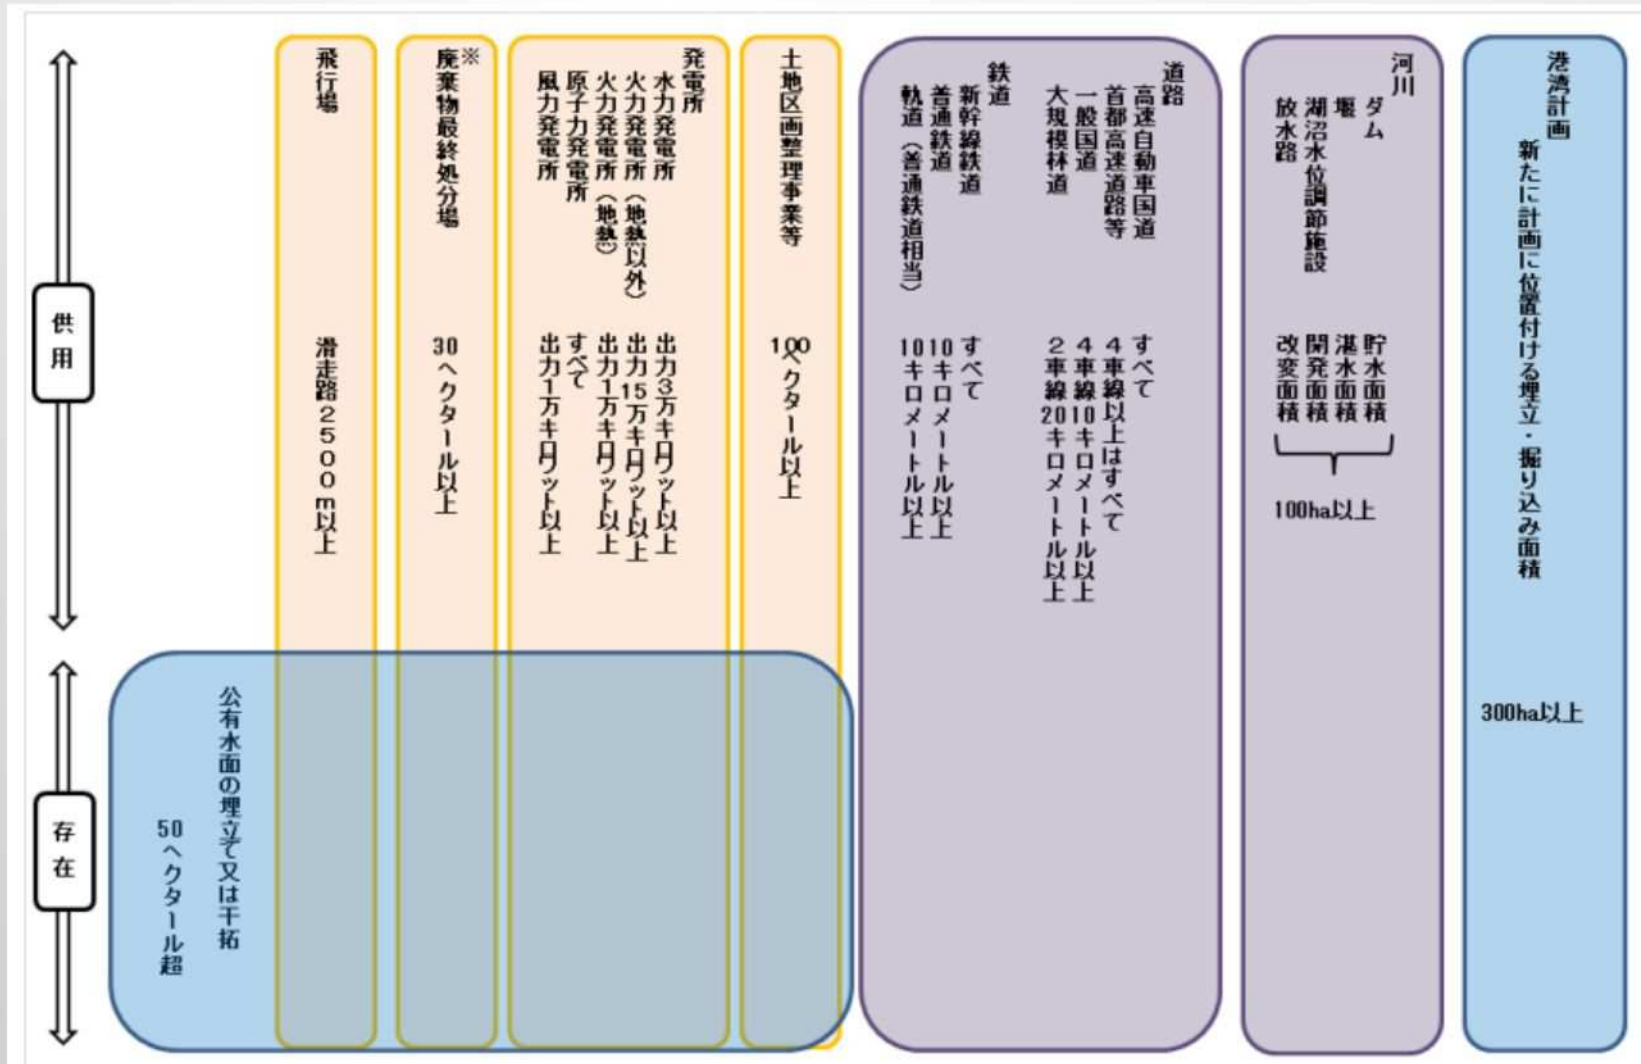 港湾計画
新たに計画に位置付ける埋立・掘り込み面積
300ha以上
河川
ダム
貯水面積
堰
湛水面積
湖沼水位調節施設
開発面積
放水路
改変面積
100ha以上
道路
高速自動車国道
すべて
首都高速道路等
4車線以上はすべて
一般国道
4車線10キロメートル以上
大規模林道
2車線20キロメートル以上
鉄道
新幹線鉄道
すべて
普通鉄道
10キロメートル以上
軌道（普通鉄道相当）
10キロメートル以上
土地区画整理事業等
100ヘクタール以上
発電所
水力発電所
出力3万キロワット以上
火力発電所（地熱以外）
出力15万キロワット以上
火力発電所（地熱）
出力1万キロワット以上
原子力発電所
すべて
風力発電所
出力1万キロワット以上
※
廃棄物最終処分場
30ヘクタール以上
飛行場
滑走路2500m以上
公有水面の埋立て又は干拓
50ヘクタール超
供用
存在